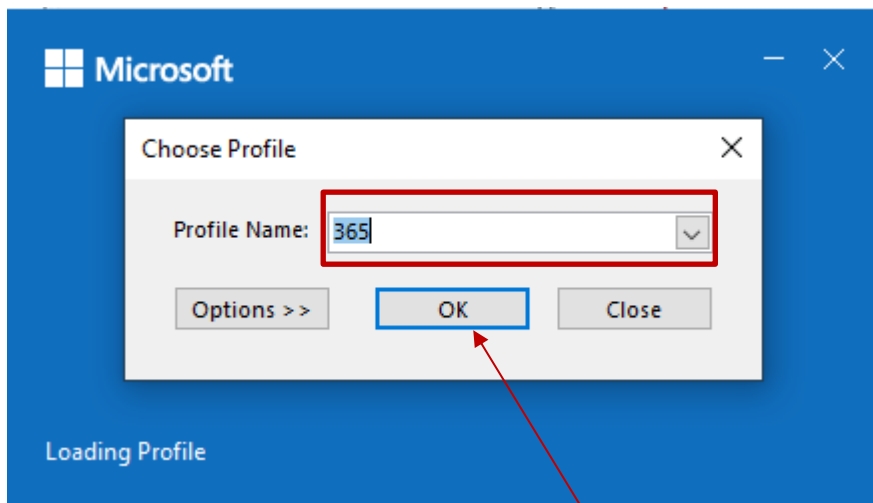 Microsoft
Choose Profile
Profile Name: 365
Options >> OK Close
Loading Profile